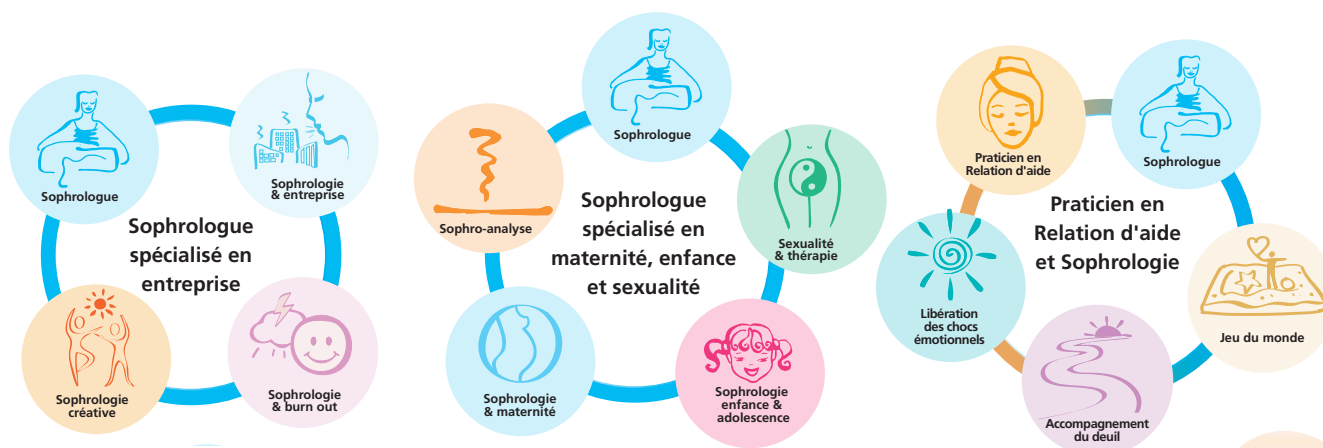 Sophrologue
Sophrologie
& entreprise
Sophrologue
spécialisé en
entreprise
Sophrologie
créative
Sophrologie
& burn out
Sophrologue
Sophro-analyse
Sexualité
& thérapie
Sophrologue
spécialisé en
maternité, enfance
et sexualité
Sophrologie
& maternité
Sophrologie
enfance &
adolescence
Praticien en
Relation d'aide
Sophrologue
Praticien en
Relation d'aide
et Sophrologie
Libération
des chocs
émotionnels
Jeu du monde
Accompagnement
du deuil